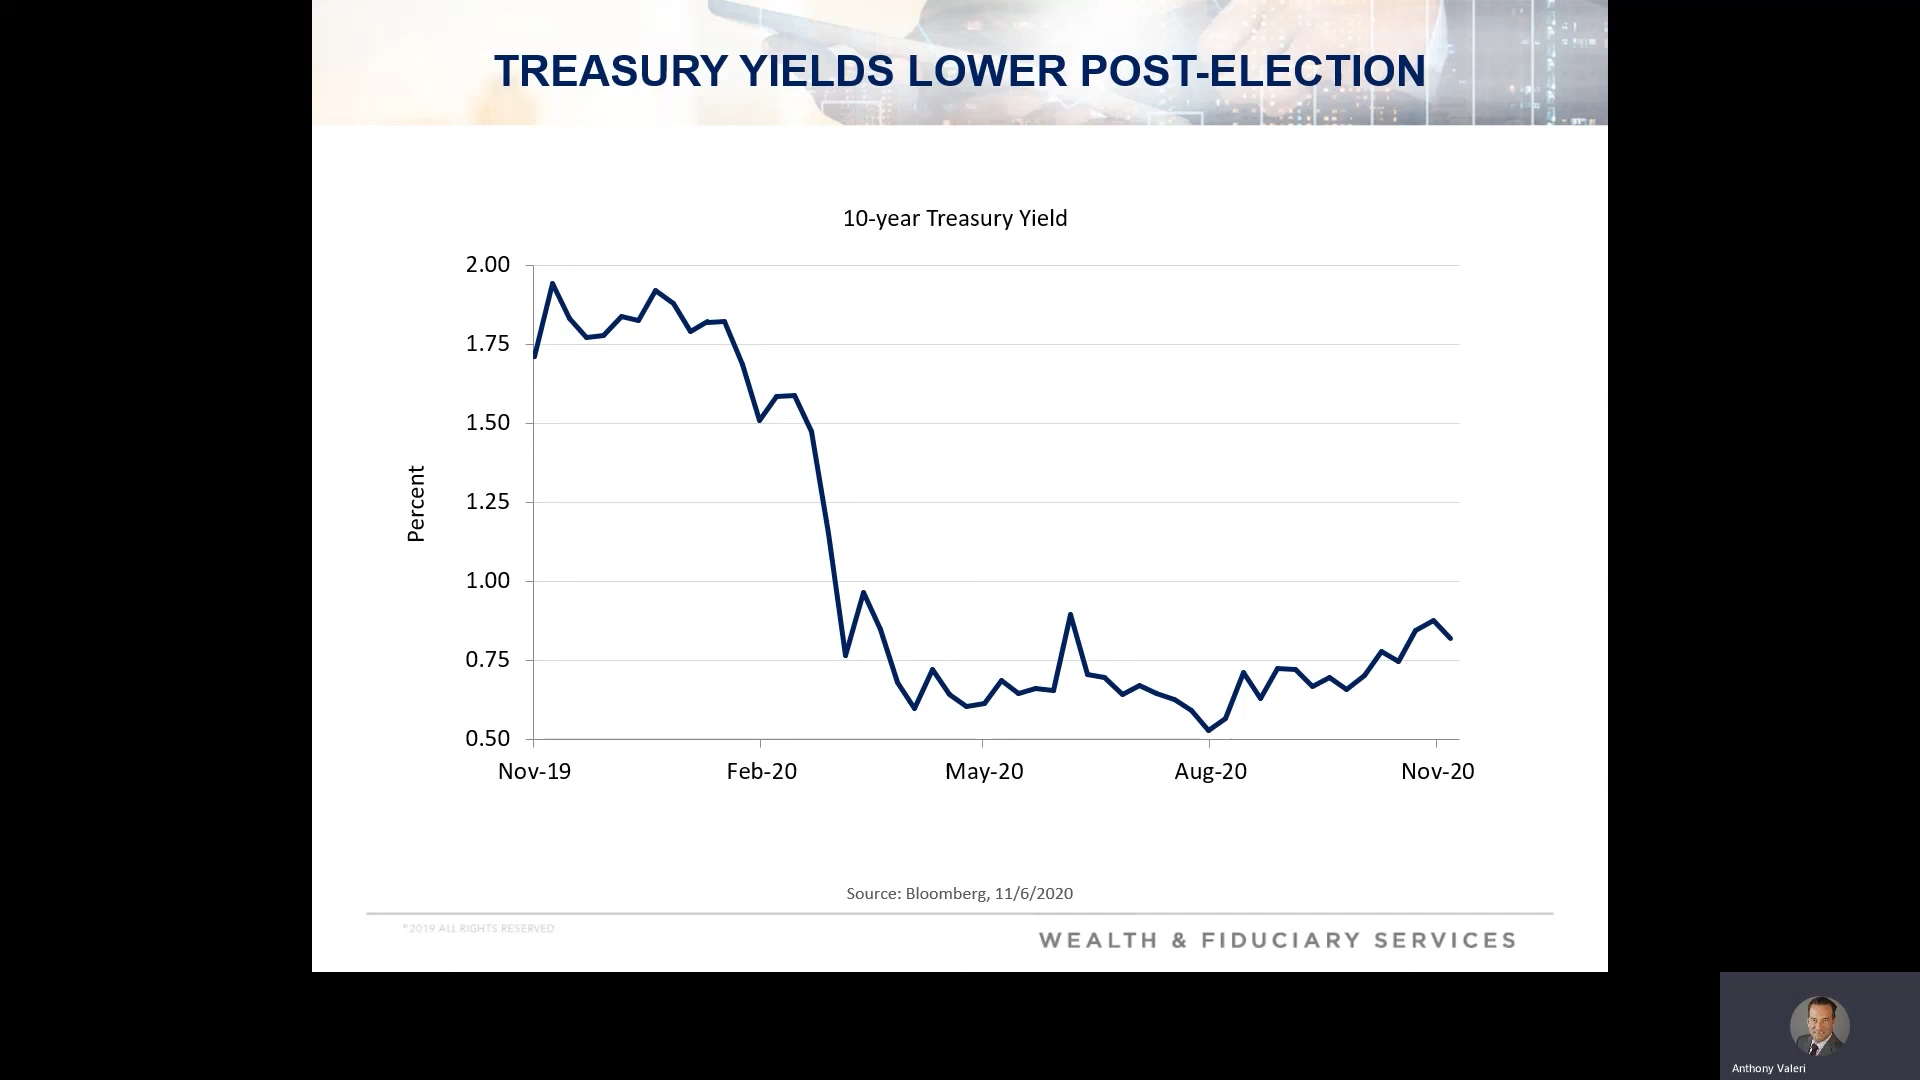 TREASURY YIELDS LOWER POST-ELECTION
10-year Treasury Yield
2.00
1.75
1.50
1.25
1.00
0.75
0.50
Percent
Nov-19 Feb-20 May-20 Aug-20 Nov-20
Source: Bloomberg, 11/6/2020
©2019 ALL RIGHTS RESERVED
WEALTH & FIDUCIARY SERVICES
Anthony Valeri